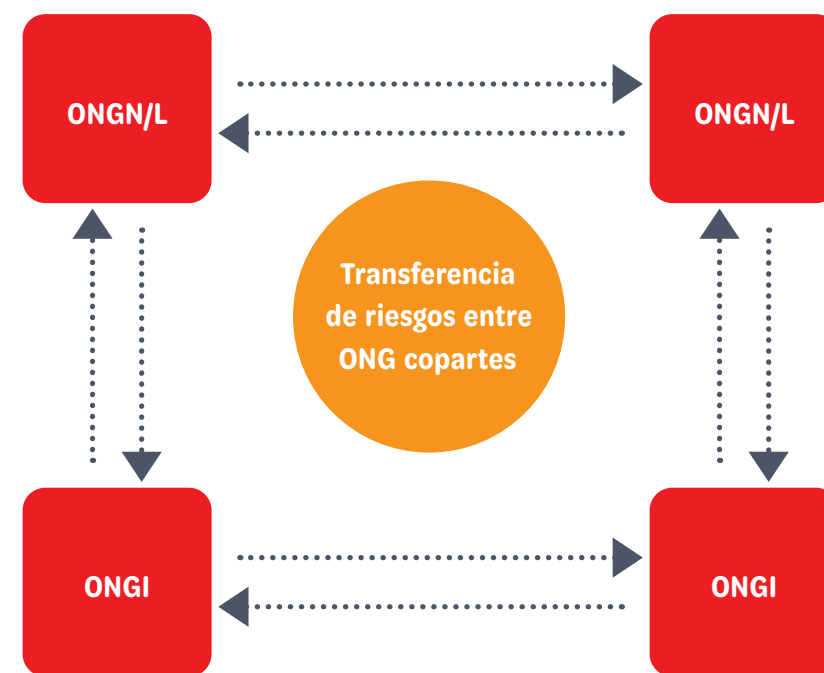 ONGN/L
ONGN/L
Transferencia
de riesgos entre
ONG copartes
ONGI
ONGI